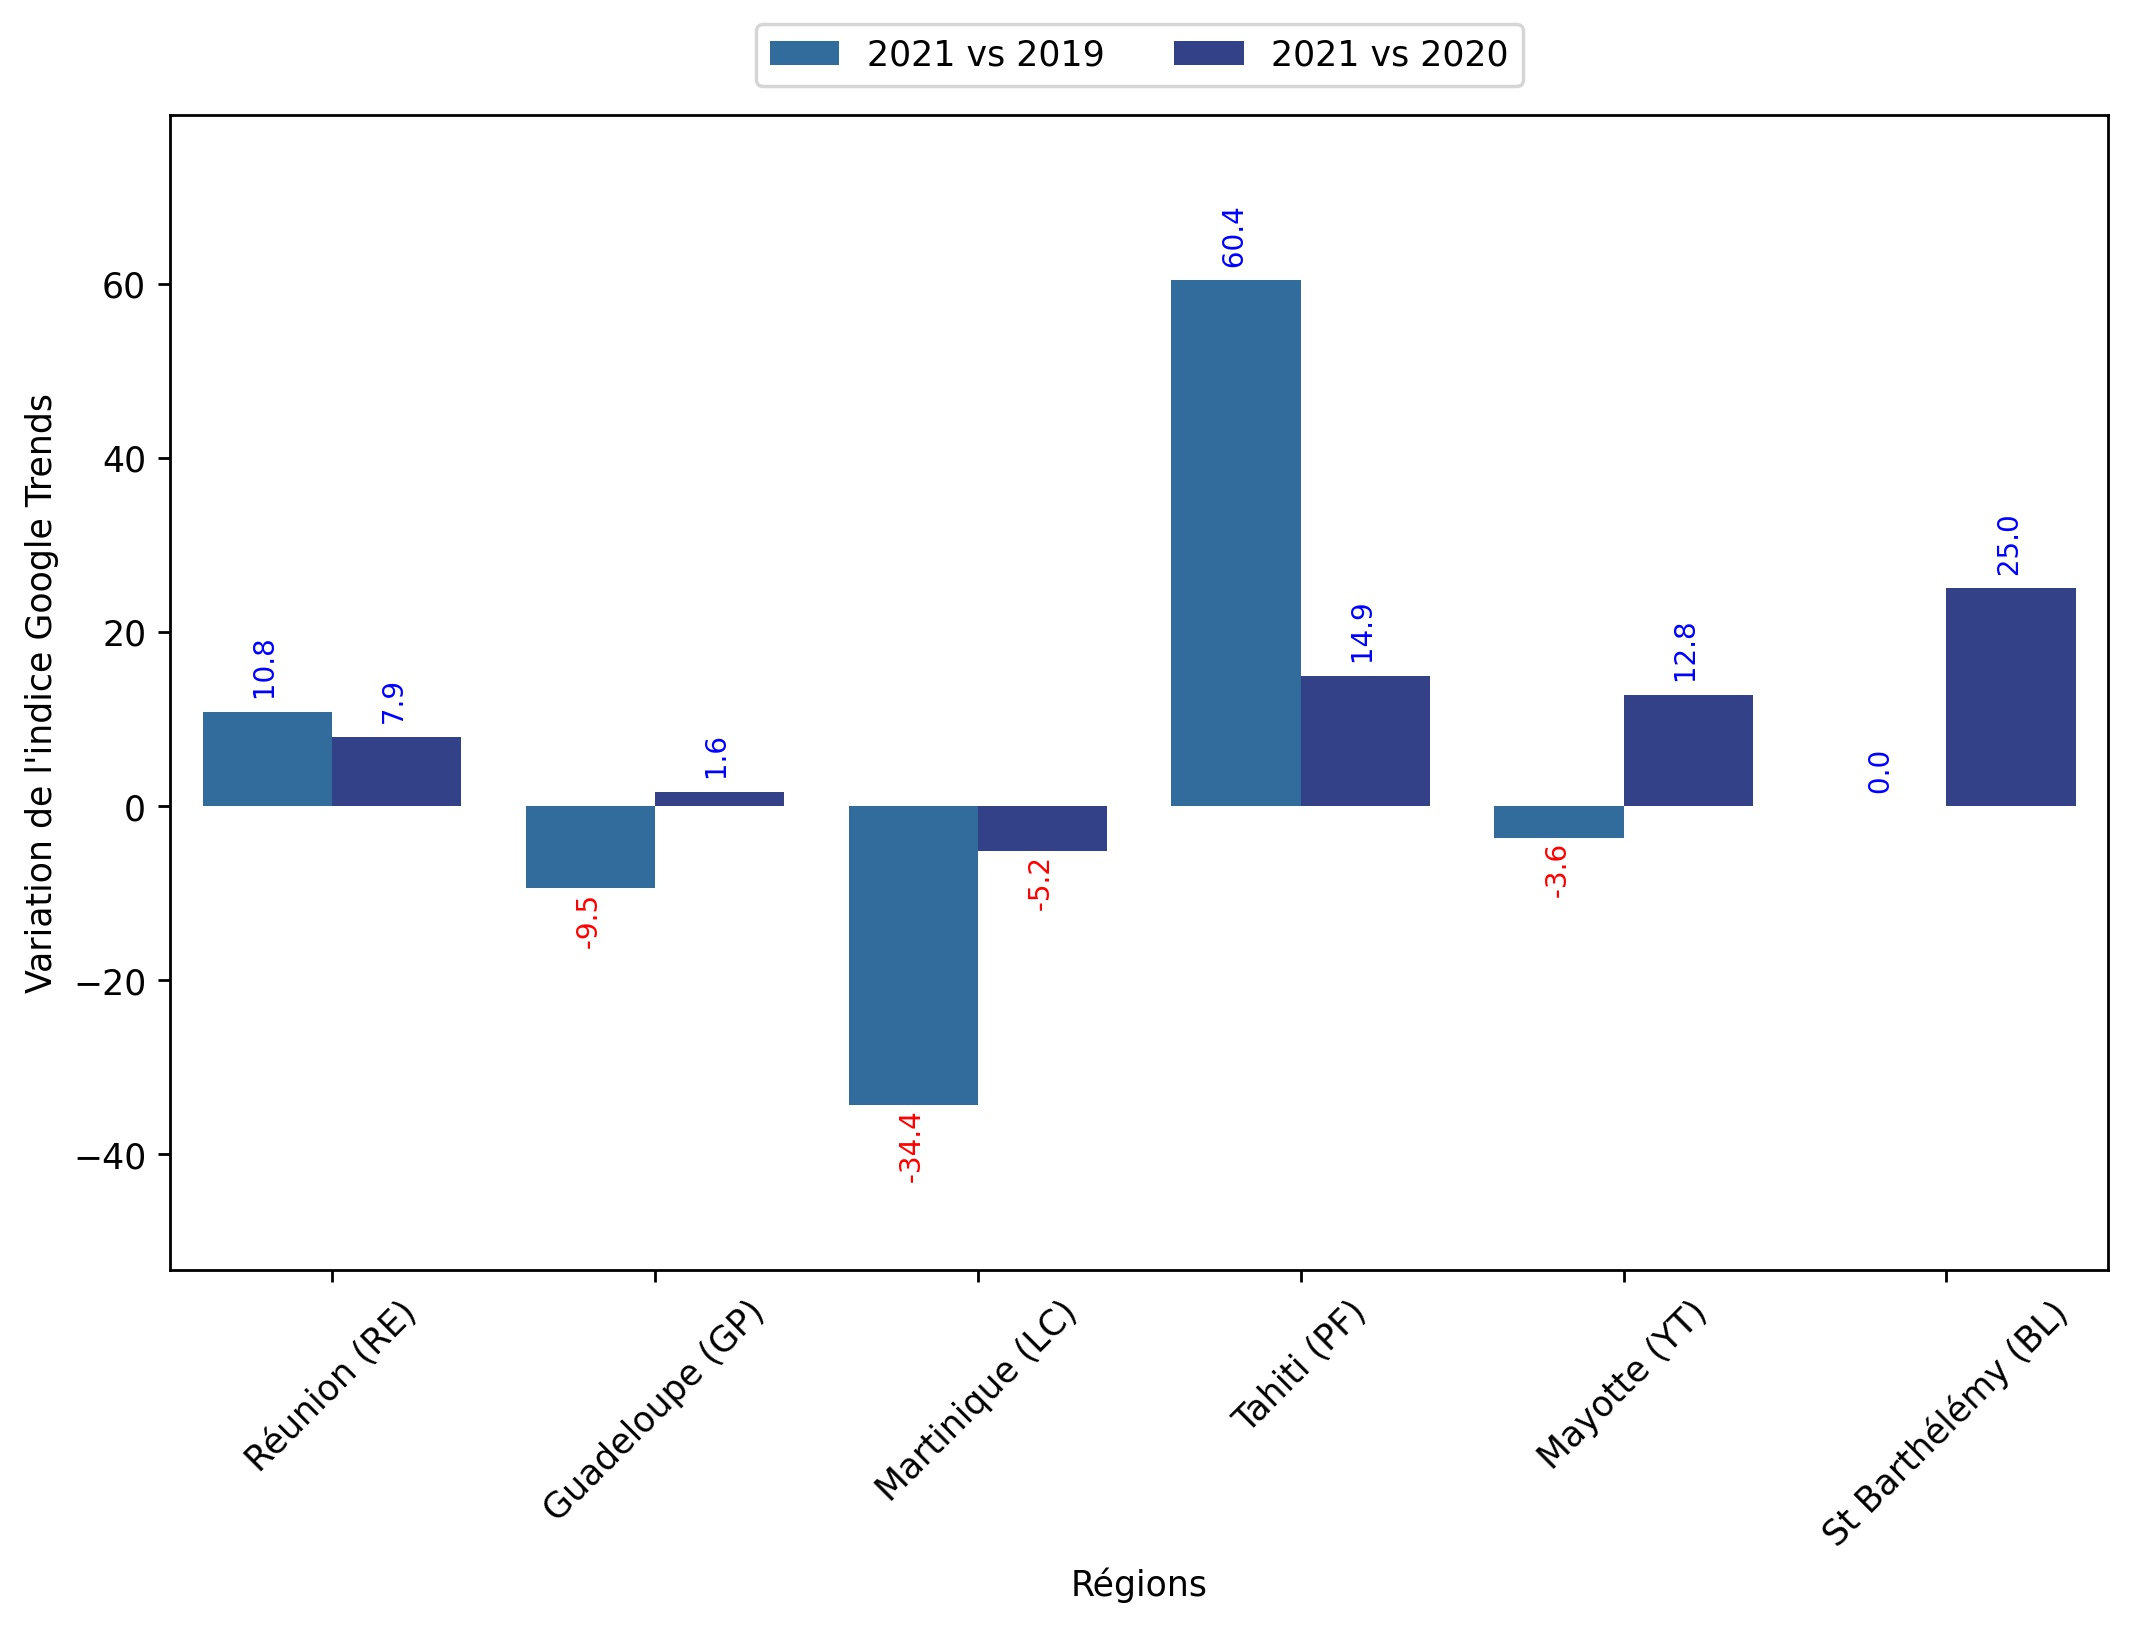 2021 vs 2019
2021 vs 2020
Variation de l'indice Google Trends
60
40
20
0
−20
−40
10.8
7.9
-9.5
1.6
-34.4
-5.2
60.4
14.9
-3.6
12.8
0.0
25.0
Réunion (RE)
Guadeloupe (GP)
Martinique (LC)
Tahiti (PF)
Mayotte (YT)
St Barthélémy (BL)
Régions